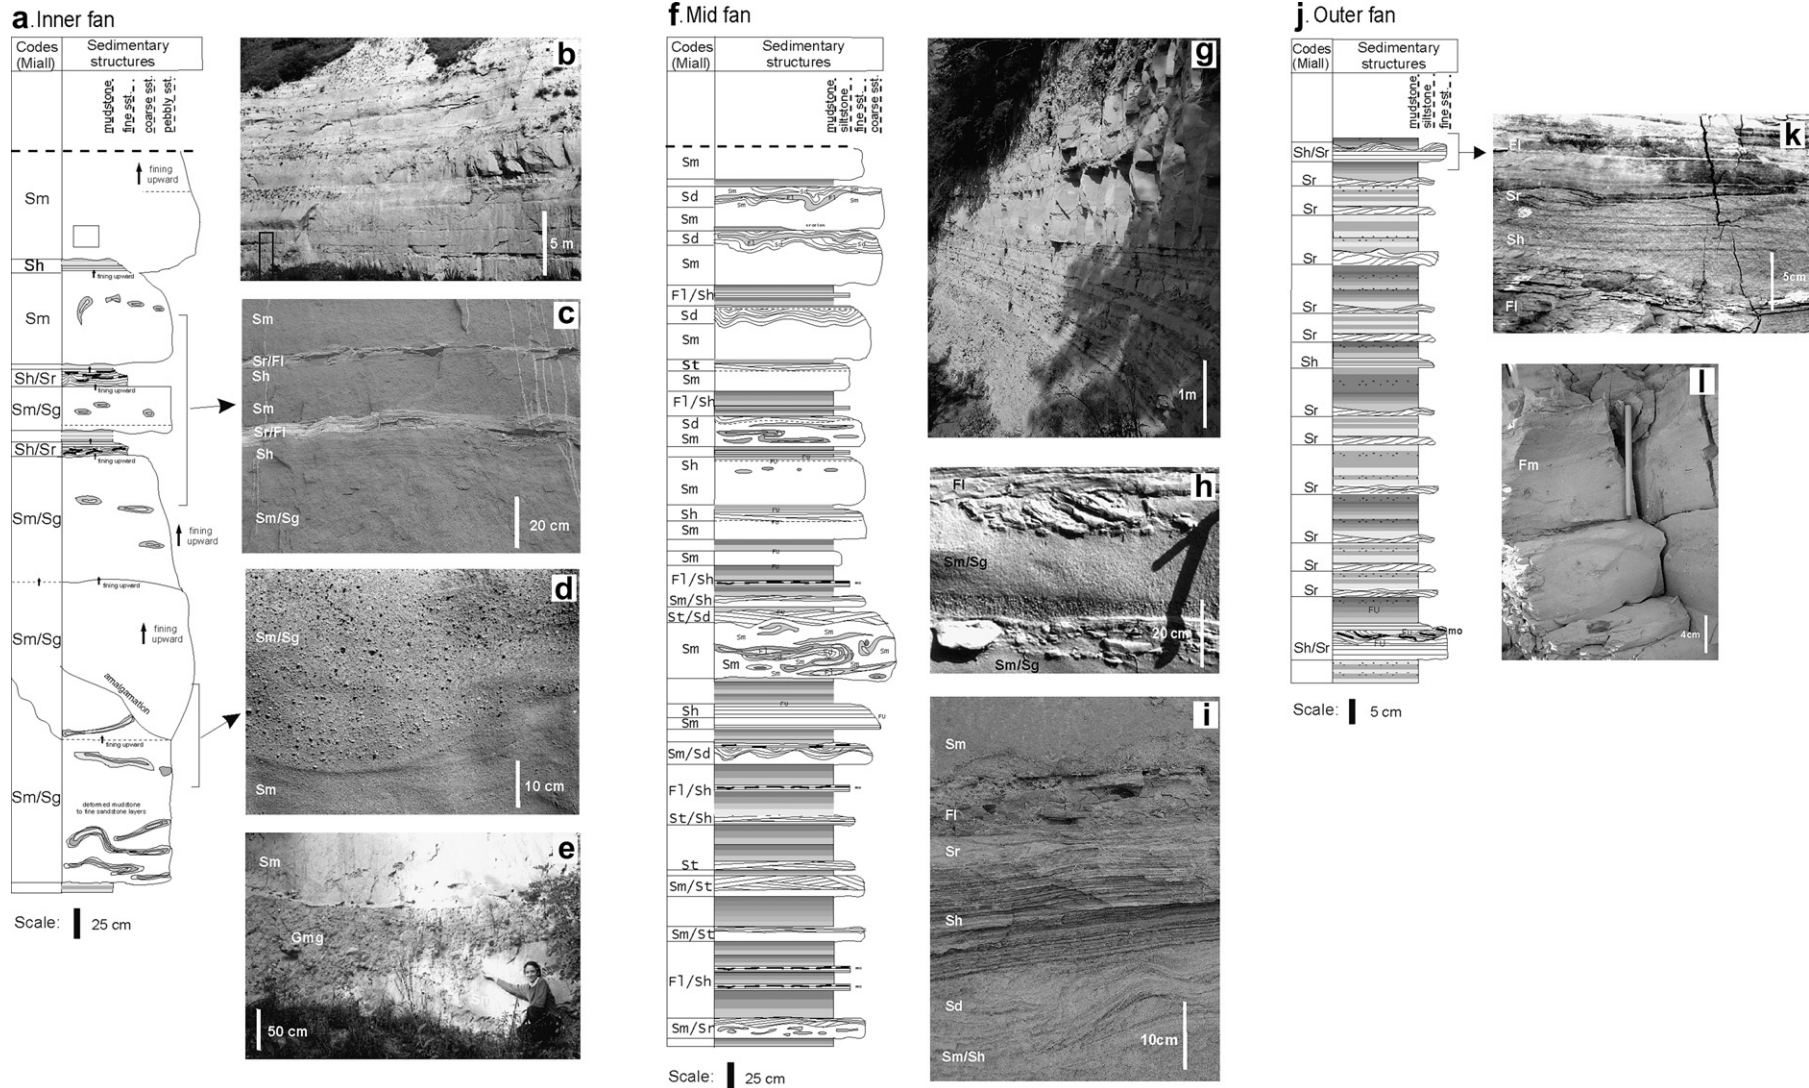 a. Inner fan
Codes
(Miall)
Sedimentary
structures
mudstone
fine sst.
coarse sst.
pebbly sst.
fining
upward
Sm
Sh
fining upward
Sm
Sh/Sr
fining upward
Sm/Sg
Sh/Sr
fining upward
Sm/Sg
fining
upward
fining upward
Sm/Sg
fining
upward
amalgamation
fining upward
Sm/Sg
deformed mudstone
to fine sandstone layers
Scale: 25 cm
b
5 m
c
Sm
Sr/Fl
Sh
Sm
Sr/Fl
Sh
Sm/Sg
20 cm
d
Sm/Sg
Sm
10 cm
e
Sm
Gmg
Sm
50 cm
f. Mid fan
Codes
(Miall)
Sedimentary
structures
mudstone
siltstone
fine sst.
coarse sst.
Sm
Sd
Sm
Sd
Sm
Fl/Sh
Sd
Sm
St
Sm
Fl/Sh
Sd
Sm
Sh
Sm
Sh
Sm
Sm
Fl/Sh
Sm/Sh
St/Sd
Sm
Sh
Sm
Sm/Sd
Fl/Sh
St/Sh
St
Sm/St
Sm/St
Fl/Sh
Sm/Sr
Scale: 25 cm
g
1m
h
Fl
Sm/Sg
20 cm
Sm/Sg
i
Sm
Fl
Sr
Sh
Sd
Sm/Sh
10cm
j. Outer fan
Codes
(Miall)
Sedimentary
structures
mudstone
siltstone
fine sst.
Sh/Sr
Sr
Sr
Sr
Sr
Sr
Sh
Sr
Sr
Sr
Sr
Sr
Sr
FU
Sh/Sr
FU
mo
Scale: 5 cm
k
Fl
Sr
Sh
Fl
5cm
l
Fm
4cm